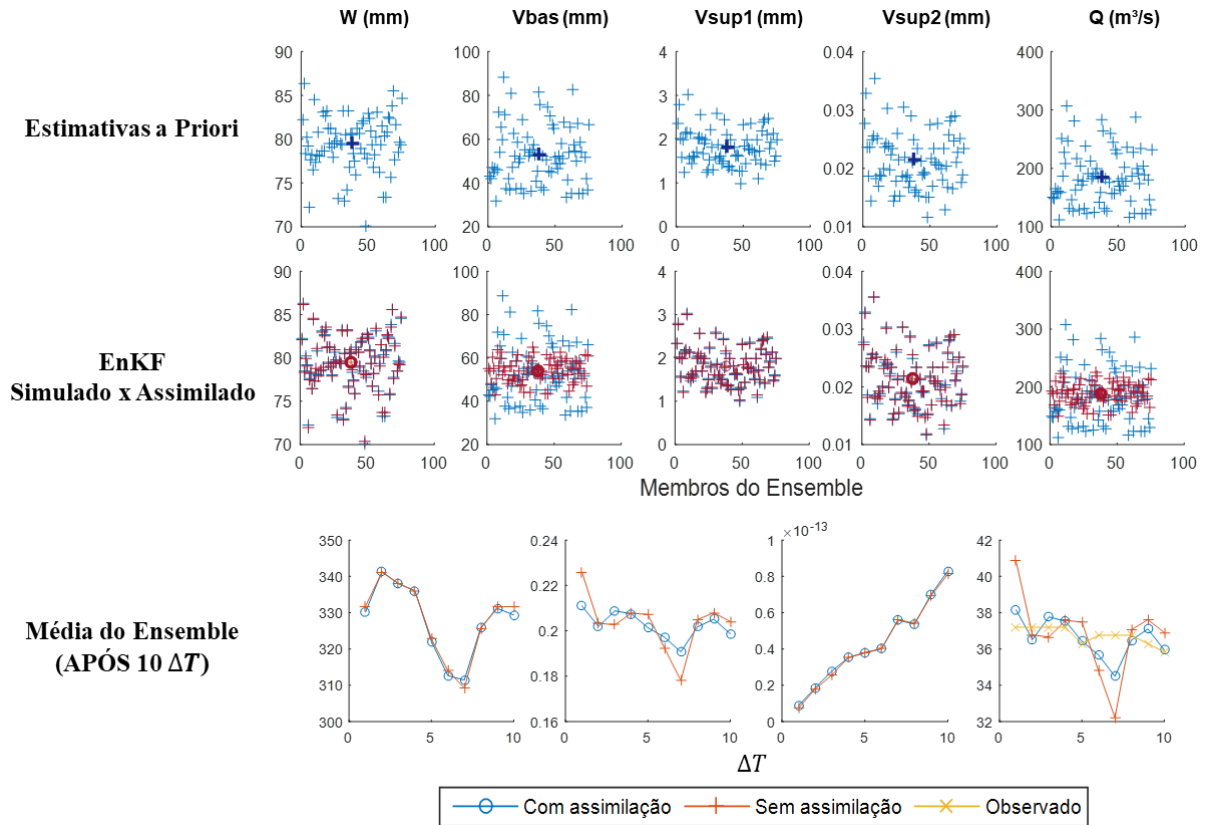 W (mm) Vbas (mm) Vsup1 (mm) Vsup2 (mm) Q (m³/s)
Estimativas a Priori
90 85 80 75 70
0 50 100
100 80 60 40 20
0 50 100
4 3 2 1 0
0 50 100
0.04 0.03 0.02 0.01
0 50 100
400 300 200 100
0 50 100
EnKF
Simulado x Assimilado
90 85 80 75 70
0 50 100
100 80 60 40 20
0 50 100
4 3 2 1 0
0 50 100
0.04 0.03 0.02 0.01
0 50 100
400 300 200 100
0 50 100
Membros do Ensemble
Média do Ensemble
(APÓS 10 ΔT)
350 340 330 320 310 300
0 5 10
0.24 0.22 0.2 0.18 0.16
0 5 10
×10⁻¹³
1 0.8 0.6 0.4 0.2 0
0 5 10
42 40 38 36 34 32
0 5 10
ΔT
Com assimilação Sem assimilação Observado